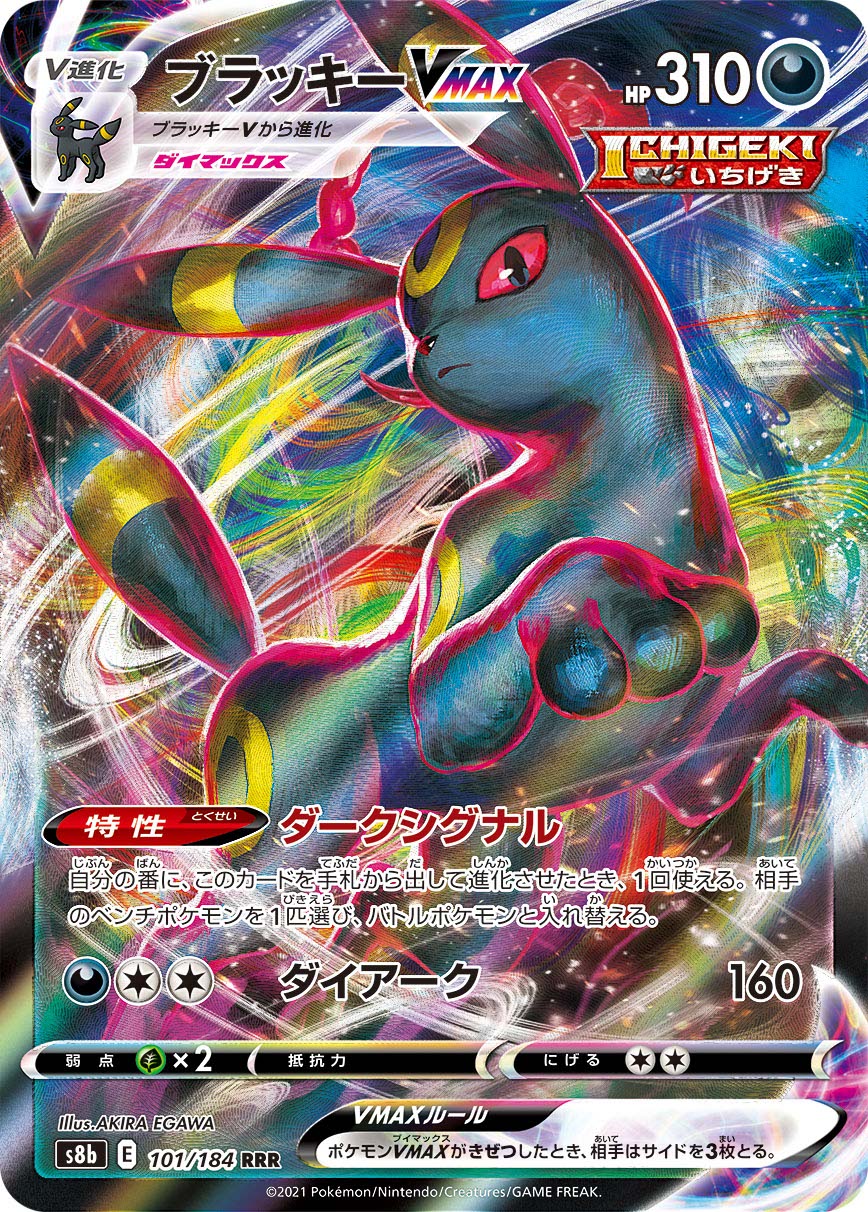 V進化
ブラッキーVMAX
HP310
ブラッキーVから進化
ダイマックス
ICHIGEKI
いちげき
特性 とくせい ダークシグナル
自分の番に、このカードを手札から出して進化させたとき、1回使える。相手
のベンチポケモンを1匹選び、バトルポケモンと入れ替える。
ダイアーク 160
弱点 ×2 抵抗力 にげる
Illus.AKIRA EGAWA
VMAXルール
ポケモンVMAXがきぜつしたとき、相手はサイドを3枚とる。
s8b E 101/184 RRR
©2021 Pokémon/Nintendo/Creatures/GAME FREAK.